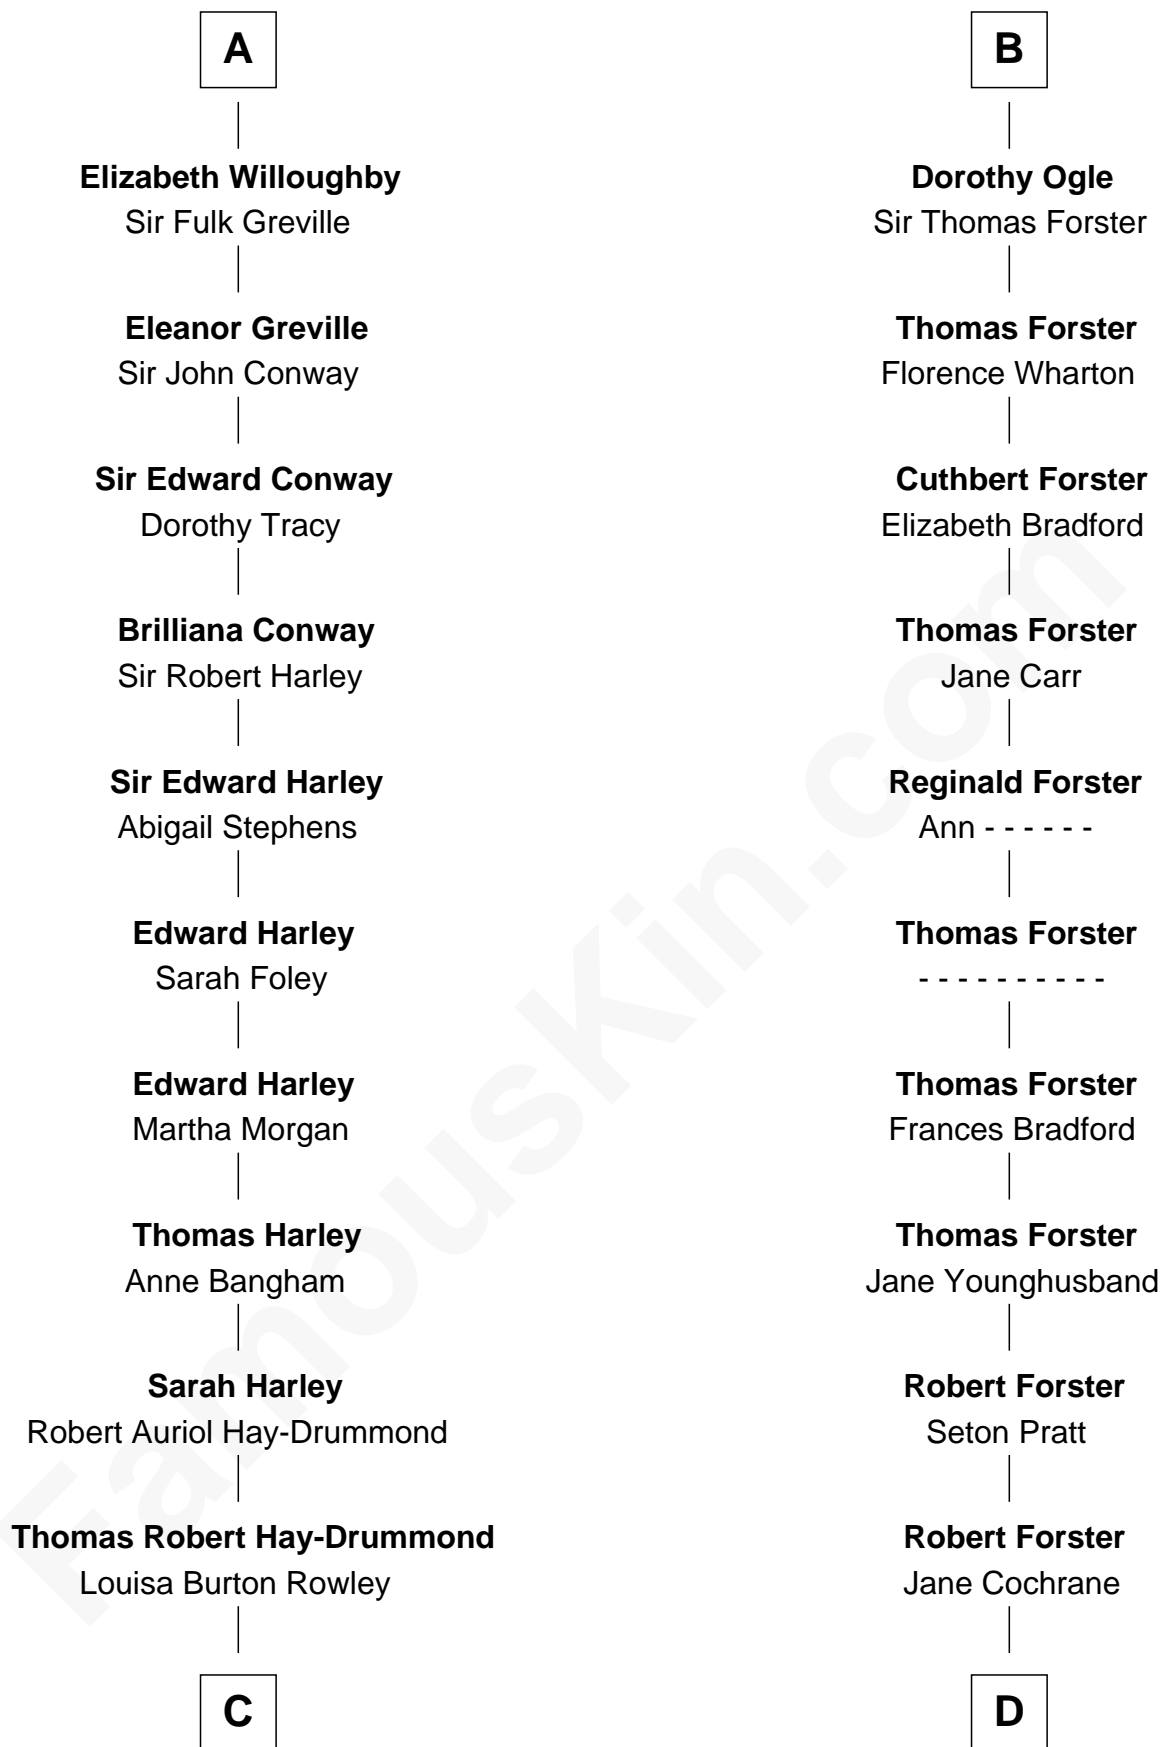 A
Elizabeth Willoughby
Sir Fulk Greville
Eleanor Greville
Sir John Conway
Sir Edward Conway
Dorothy Tracy
Brilliana Conway
Sir Robert Harley
Sir Edward Harley
Abigail Stephens
Edward Harley
Sarah Foley
Edward Harley
Martha Morgan
Thomas Harley
Anne Bangham
Sarah Harley
Robert Auriol Hay-Drummond
Thomas Robert Hay-Drummond
Louisa Burton Rowley
C
B
Dorothy Ogle
Sir Thomas Forster
Thomas Forster
Florence Wharton
Cuthbert Forster
Elizabeth Bradford
Thomas Forster
Jane Carr
Reginald Forster
Ann - - - - - -
Thomas Forster
- - - - - - - - - -
Thomas Forster
Frances Bradford
Thomas Forster
Jane Younghusband
Robert Forster
Seton Pratt
Robert Forster
Jane Cochrane
D
FamousKin.com